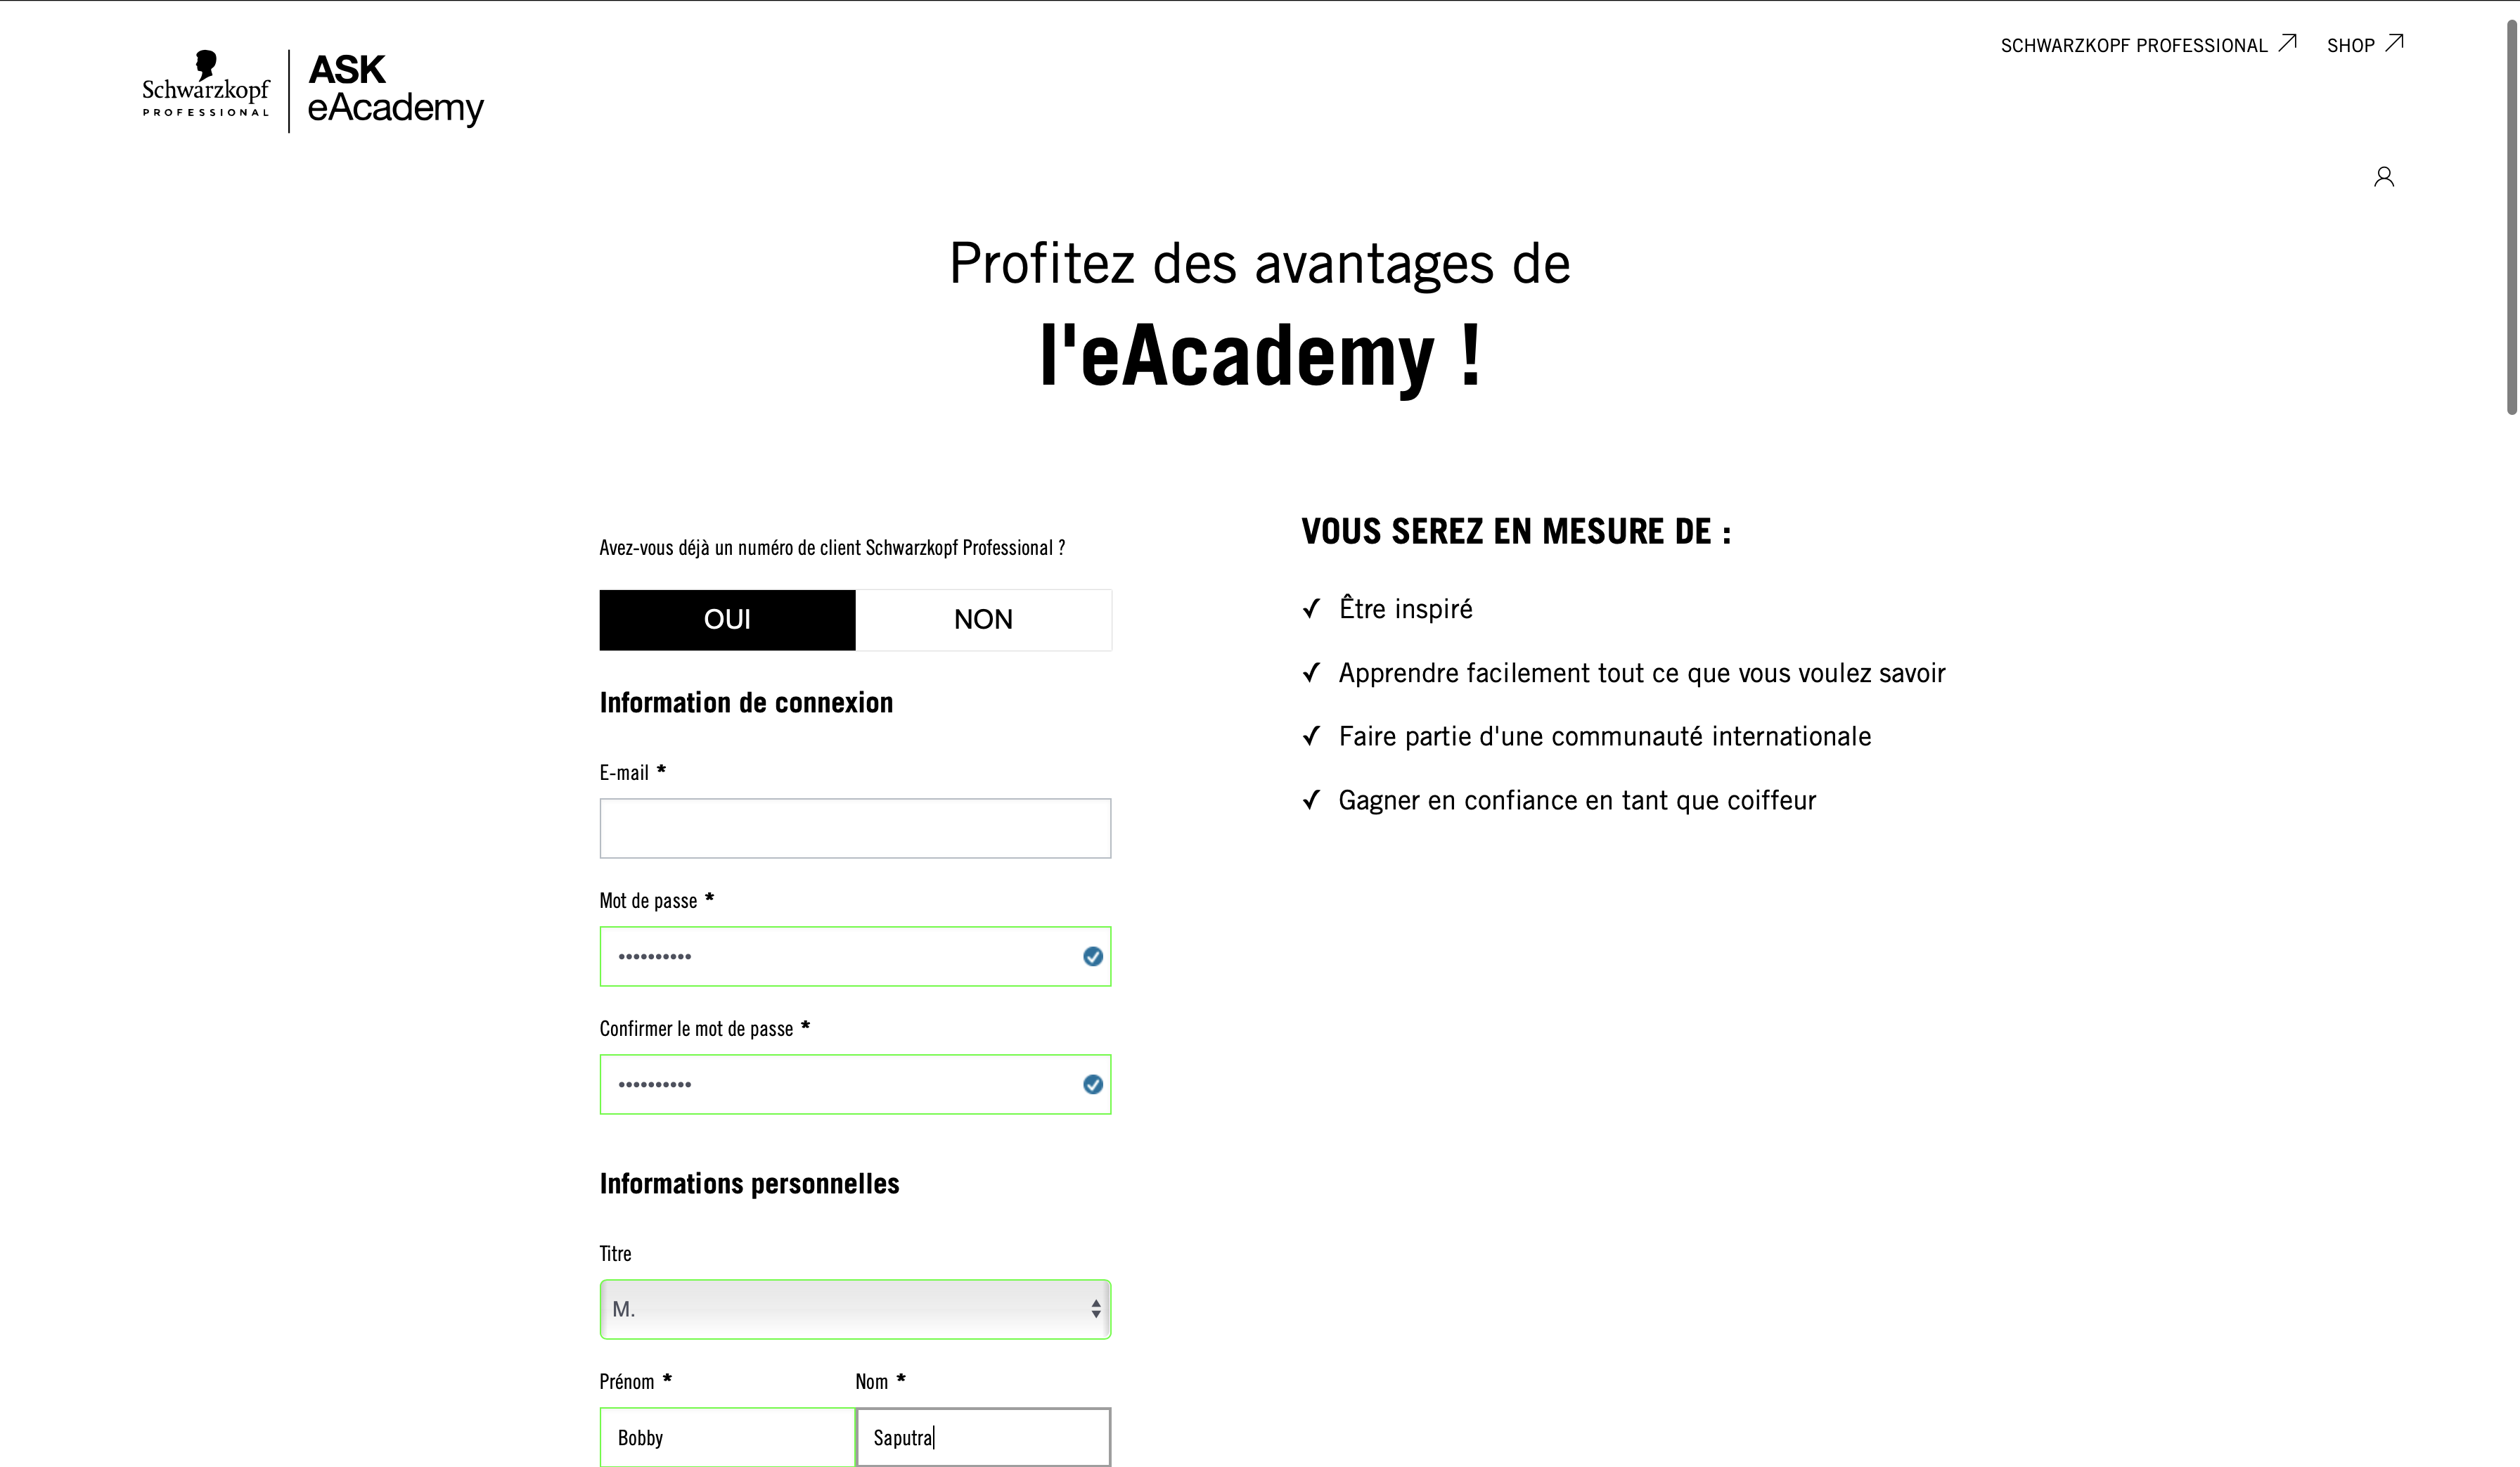 Schwarzkopf
PROFESSIONAL
ASK
eAcademy
SCHWARZKOPF PROFESSIONAL
SHOP
Profitez des avantages de
l'eAcademy !
Avez-vous déjà un numéro de client Schwarzkopf Professional ?
OUI
NON
Information de connexion
E-mail *
Mot de passe *
••••••••••
Confirmer le mot de passe *
••••••••••
Informations personnelles
Titre
M.
Prénom *
Nom *
Bobby
Saputra
VOUS SEREZ EN MESURE DE :
✓ Être inspiré
✓ Apprendre facilement tout ce que vous voulez savoir
✓ Faire partie d'une communauté internationale
✓ Gagner en confiance en tant que coiffeur